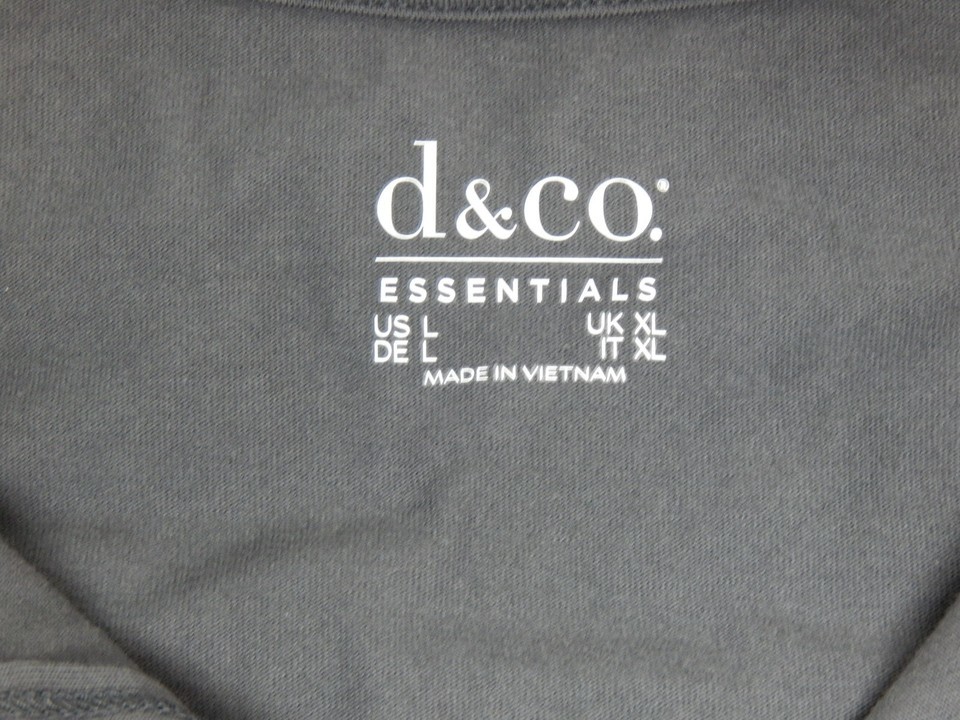 d&co.®
ESSENTIALS
US L UK XL
DE L IT XL
MADE IN VIETNAM